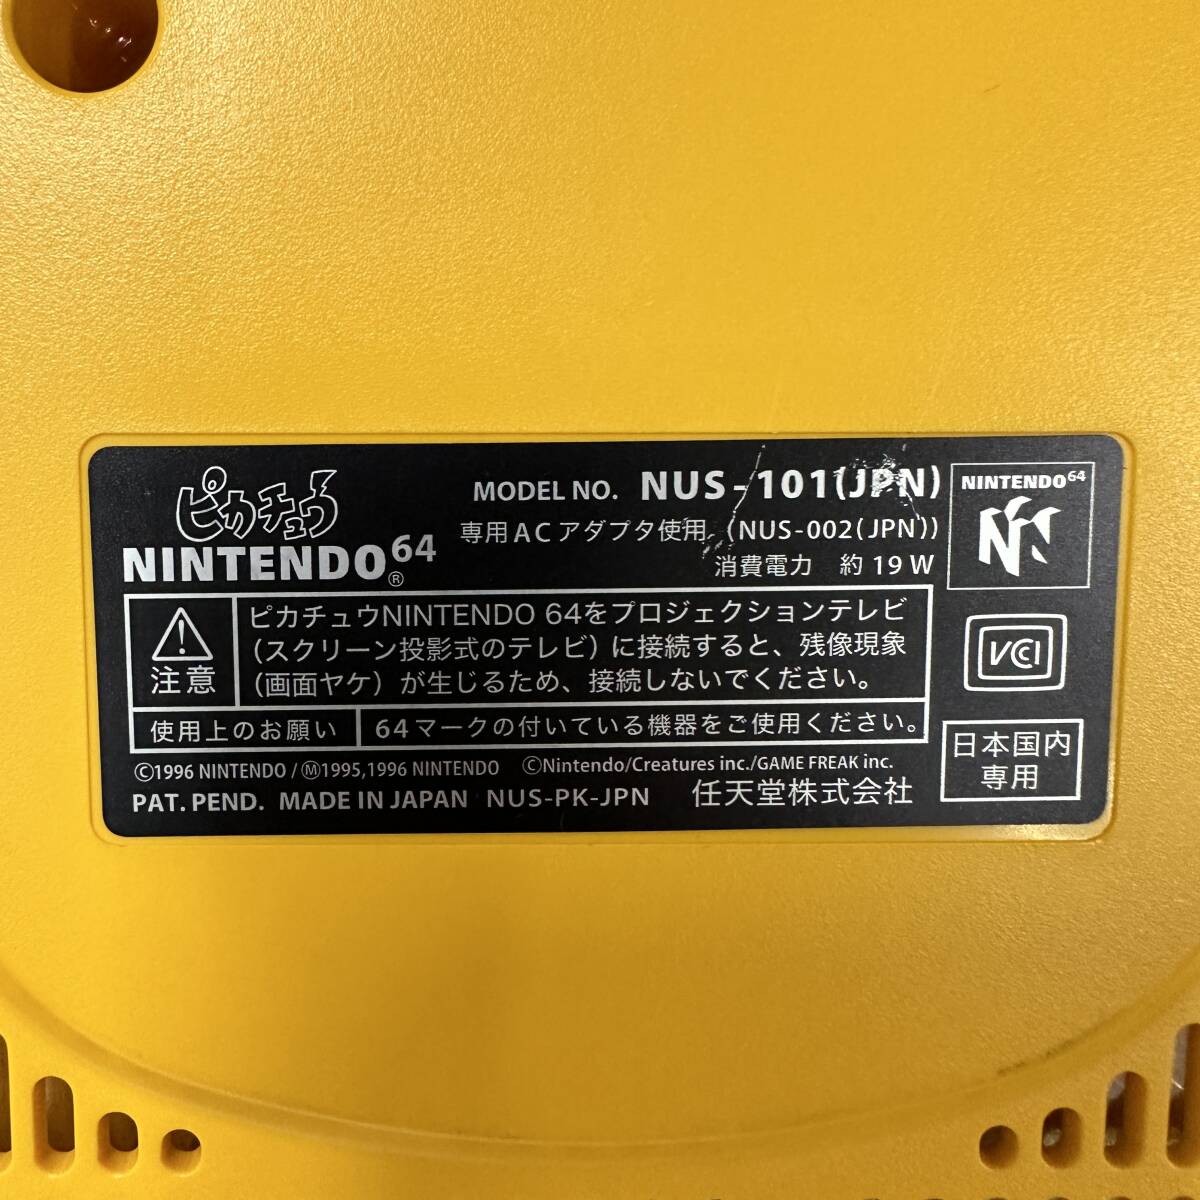 ピカチュウ
NINTENDO64®
MODEL NO. NUS-101(JPN)
専用ACアダプタ使用 (NUS-002(JPN))
消費電力 約19W
NINTENDO64
⚠ 注意
ピカチュウNINTENDO 64をプロジェクションテレビ
(スクリーン投影式のテレビ)に接続すると、残像現象
(画面ヤケ)が生じるため、接続しないでください。
VCCI
使用上のお願い 64マークの付いている機器をご使用ください。
日本国内
専用
©1996 NINTENDO/Ⓜ1995,1996 NINTENDO ©Nintendo/Creatures inc./GAME FREAK inc.
PAT. PEND. MADE IN JAPAN NUS-PK-JPN 任天堂株式会社